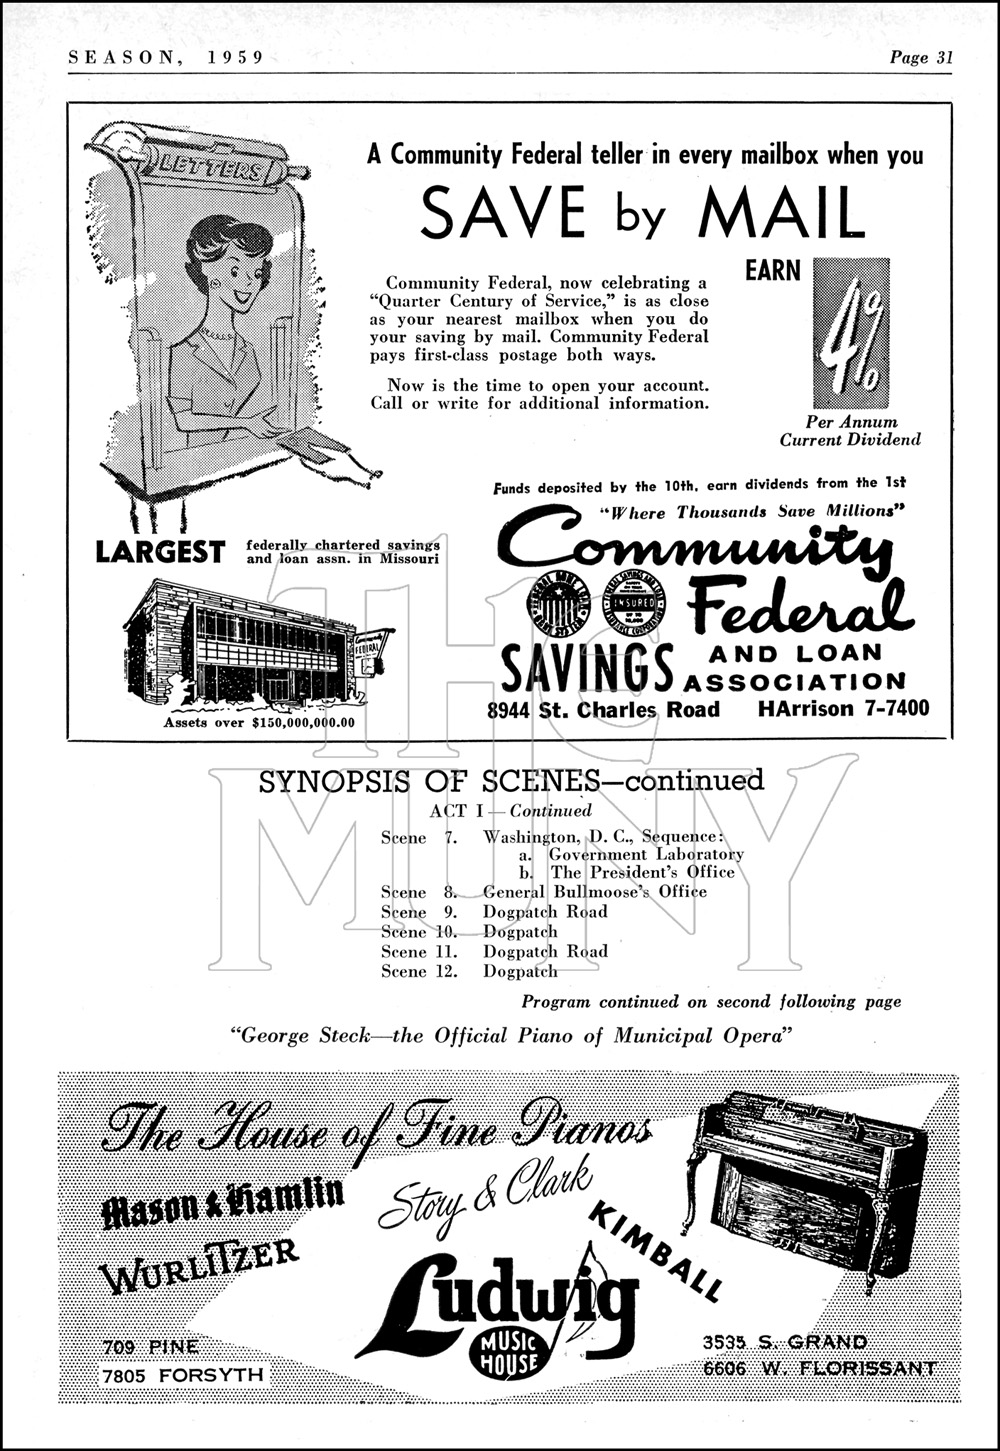 SEASON, 1959
Page 31
LETTERS
A Community Federal teller in every mailbox when you
SAVE by MAIL
Community Federal, now celebrating a
“Quarter Century of Service,” is as close
as your nearest mailbox when you do
your saving by mail. Community Federal
pays first-class postage both ways.
Now is the time to open your account.
Call or write for additional information.
EARN
4%
Per Annum
Current Dividend
Funds deposited by the 10th, earn dividends from the 1st
“Where Thousands Save Millions”
LARGEST federally chartered savings
and loan assn. in Missouri
Community
FEDERAL
Assets over $150,000,000.00
Community
Federal
FEDERAL HOME LOAN
BANK SYSTEM
INSURED
SAVINGS AND LOAN
ASSOCIATION
8944 St. Charles Road HArrison 7-7400
THE
MUNY
SYNOPSIS OF SCENES—continued
ACT I—Continued
Scene 7. Washington, D. C., Sequence:
a. Government Laboratory
b. The President's Office
Scene 8. General Bullmoose's Office
Scene 9. Dogpatch Road
Scene 10. Dogpatch
Scene 11. Dogpatch Road
Scene 12. Dogpatch
Program continued on second following page
“George Steck—the Official Piano of Municipal Opera”
The House of Fine Pianos
Mason & Hamlin
Story & Clark
WURLITZER
KIMBALL
Ludwig
MUSIC
HOUSE
709 PINE
7805 FORSYTH
3535 S. GRAND
6606 W. FLORISSANT